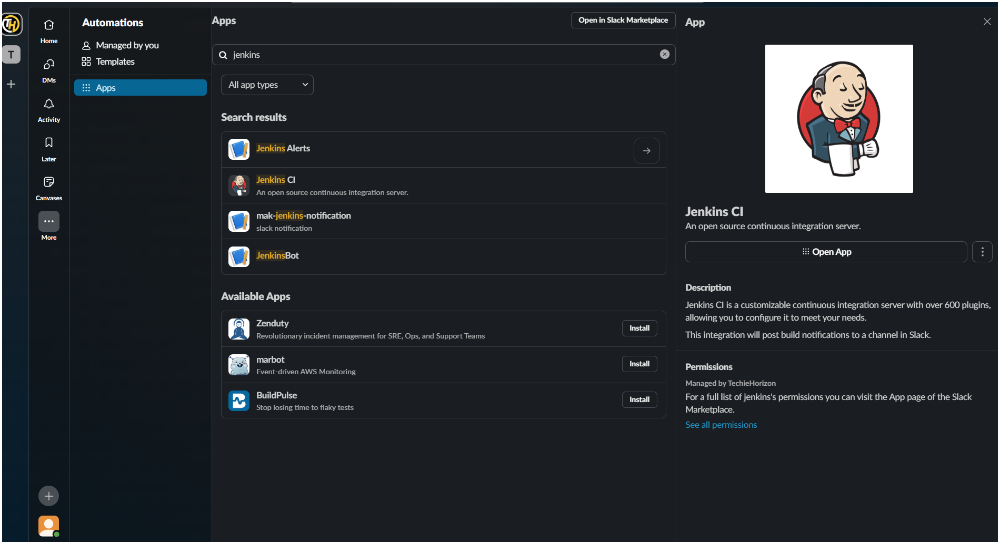 TH
T
Home
DMs
Activity
Later
Canvases
More
Automations
Managed by you
Templates
Apps
Apps
Open in Slack Marketplace
jenkins
All app types
Search results
Jenkins Alerts
Jenkins CI
An open source continuous integration server.
mak-jenkins-notification
slack notification
JenkinsBot
Available Apps
Zenduty
Revolutionary incident management for SRE, Ops, and Support Teams
Install
marbot
Event-driven AWS Monitoring
Install
BuildPulse
Stop losing time to flaky tests
Install
App
Jenkins CI
An open source continuous integration server.
Open App
Description
Jenkins CI is a customizable continuous integration server with over 600 plugins,
allowing you to configure it to meet your needs.
This integration will post build notifications to a channel in Slack.
Permissions
Managed by TechieHorizon
For a full list of jenkins's permissions you can visit the App page of the Slack
Marketplace.
See all permissions